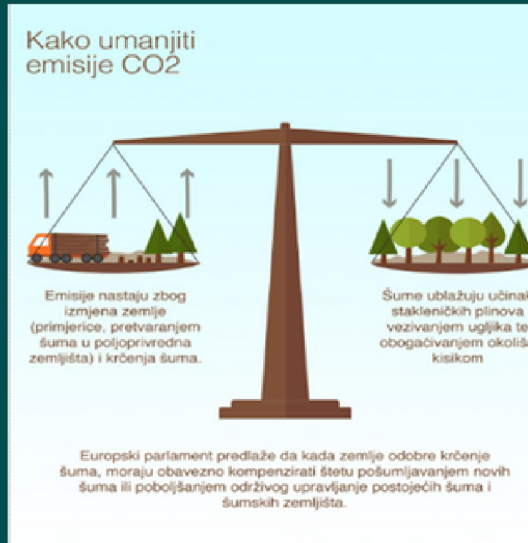 Kako umanjiti
emisije CO2
Emisije nastaju zbog
izmjena zemlje
(primjerice, pretvaranjem
šuma u poljoprivredna
zemljišta) i krčenja šuma.
Šume ublažuju učinak
stakleničkih plinova
vezivanjem ugljika te
obogaćivanjem okoliša
kisikom
Europski parlament predlaže da kada zemlje odobre krčenje
šuma, moraju obavezno kompenzirati štetu pošumljavanjem novih
šuma ili poboljšanjem održivog upravljanje postojećih šuma i
šumskih zemljišta.